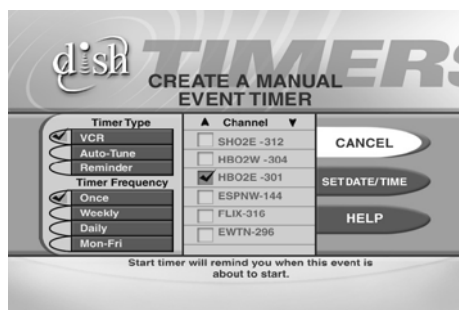 dish
TIMERS
CREATE A MANUAL
EVENT TIMER
Timer Type
VCR
Auto-Tune
Reminder
Timer Frequency
Once
Weekly
Daily
Mon-Fri
▲ Channel ▼
SHO2E -312
HBO2W -304
HBO2E -301
ESPNW-144
FLIX-316
EWTN-296
CANCEL
SET DATE/TIME
HELP
Start timer will remind you when this event is
about to start.